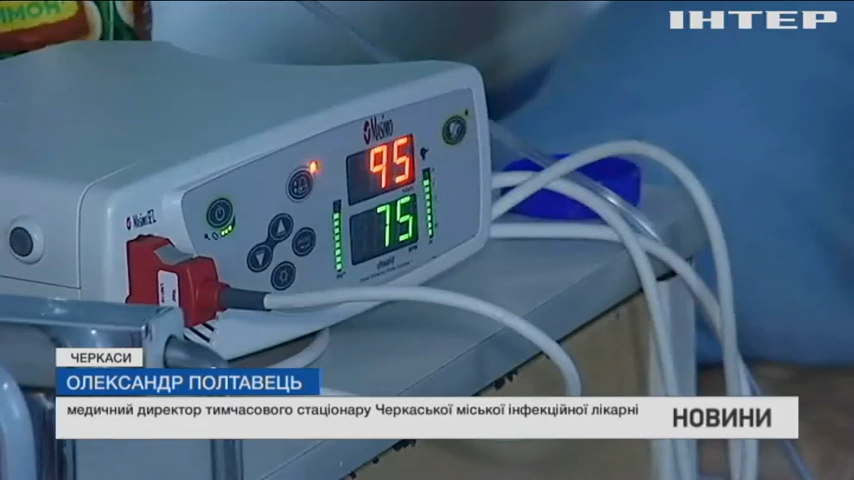 ІНТЕР
Masimo
95
75
ЧЕРКАСИ
ОЛЕКСАНДР ПОЛТАВЕЦЬ
медичний директор тимчасового стаціонару Черкаської міської інфекційної лікарні
НОВИНИ